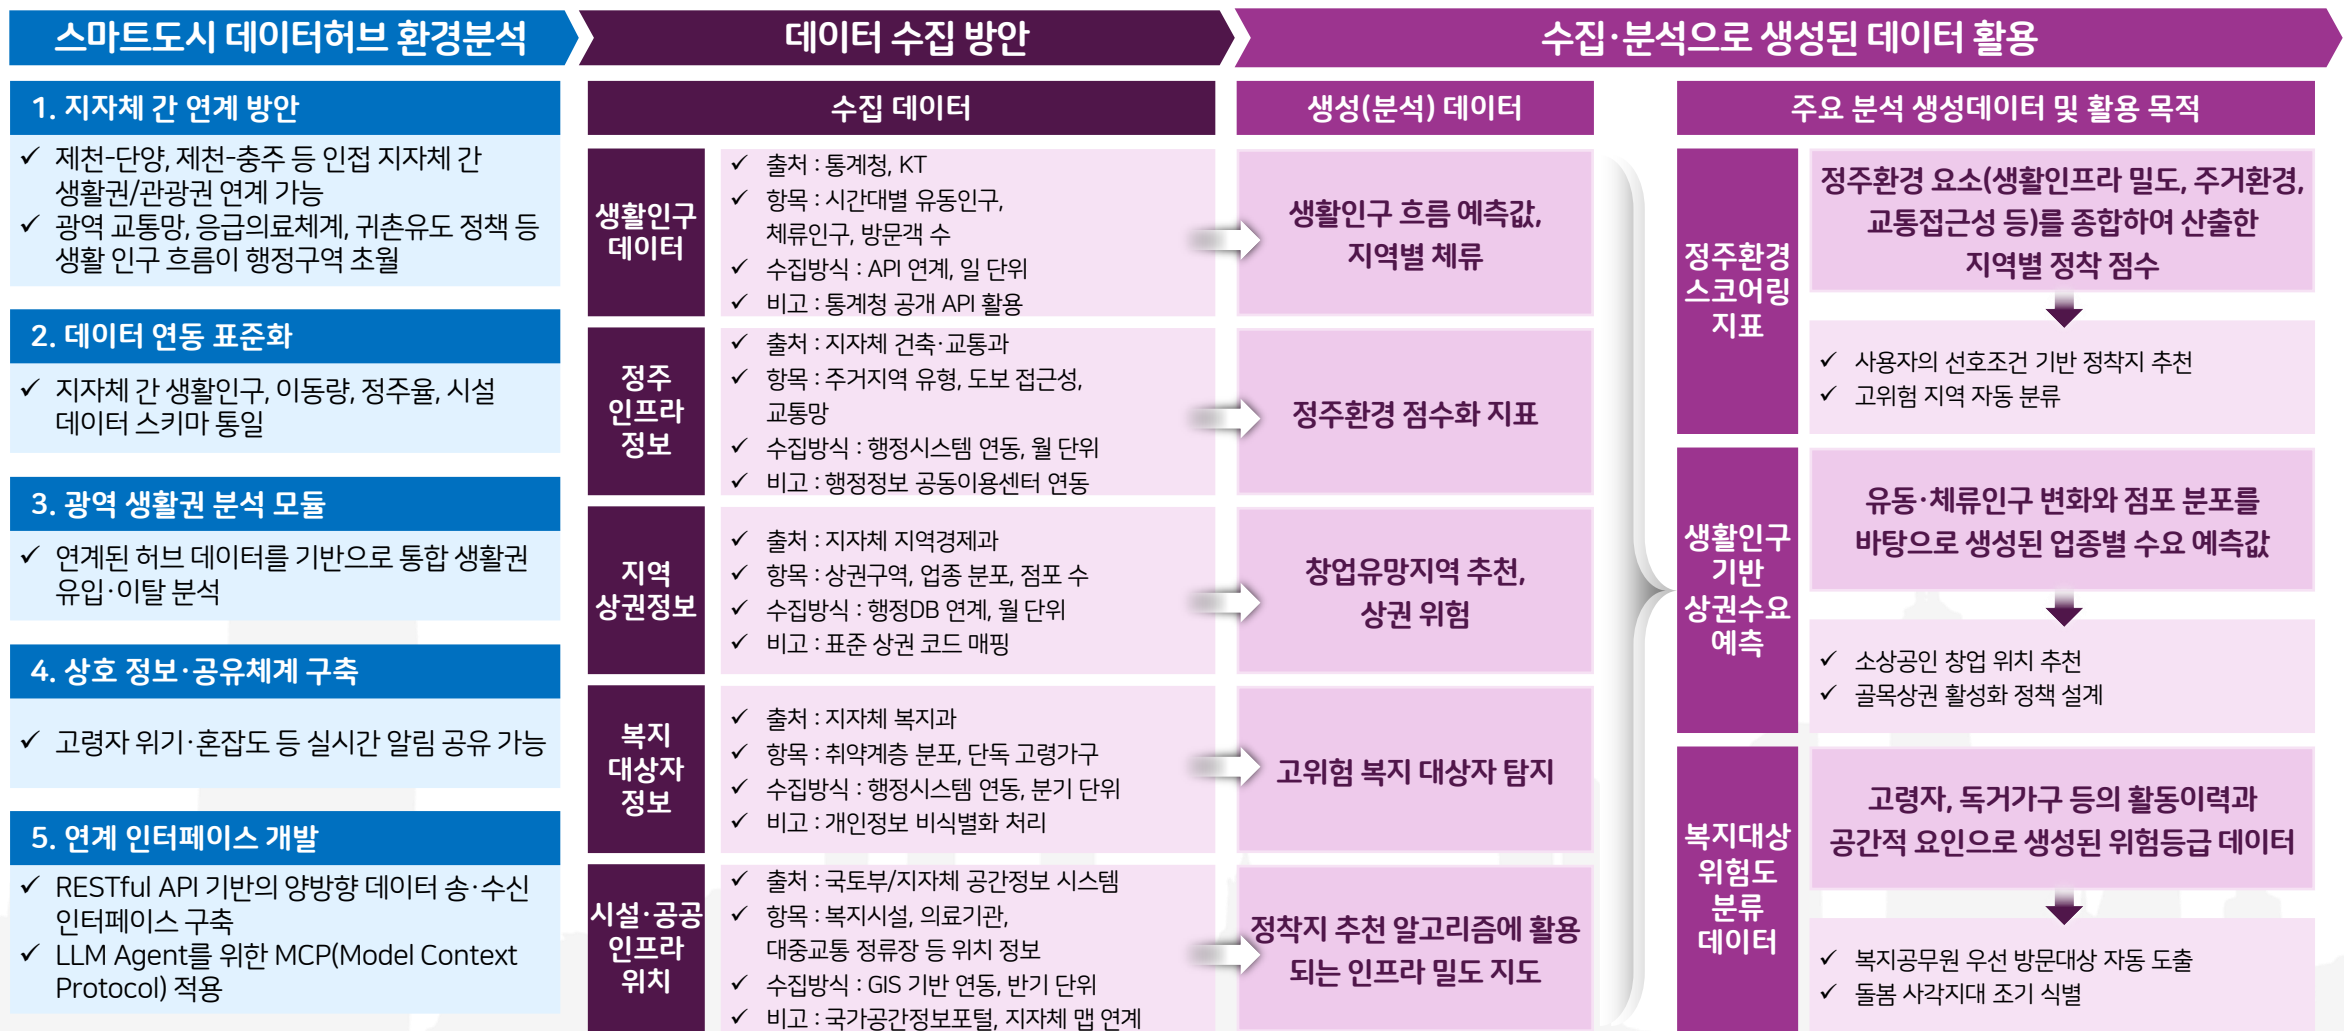 스마트도시 데이터허브 환경분석
데이터 수집 방안
수집·분석으로 생성된 데이터 활용
1. 지자체 간 연계 방안
✓ 제천-단양, 제천-충주 등 인접 지자체 간
생활권/관광권 연계 가능
✓ 광역 교통망, 응급의료체계, 귀촌유도 정책 등
생활 인구 흐름이 행정구역 초월
2. 데이터 연동 표준화
✓ 지자체 간 생활인구, 이동량, 정주율, 시설
데이터 스키마 통일
3. 광역 생활권 분석 모듈
✓ 연계된 허브 데이터를 기반으로 통합 생활권
유입·이탈 분석
4. 상호 정보·공유체계 구축
✓ 고령자 위기·혼잡도 등 실시간 알림 공유 가능
5. 연계 인터페이스 개발
✓ RESTful API 기반의 양방향 데이터 송·수신
인터페이스 구축
✓ LLM Agent를 위한 MCP(Model Context
Protocol) 적용
수집 데이터
생성(분석) 데이터
생활인구
데이터
✓ 출처 : 통계청, KT
✓ 항목 : 시간대별 유동인구,
체류인구, 방문객 수
✓ 수집방식 : API 연계, 일 단위
✓ 비고 : 통계청 공개 API 활용
생활인구 흐름 예측값,
지역별 체류
정주
인프라
정보
✓ 출처 : 지자체 건축·교통과
✓ 항목 : 주거지역 유형, 도보 접근성,
교통망
✓ 수집방식 : 행정시스템 연동, 월 단위
✓ 비고 : 행정정보 공동이용센터 연동
정주환경 점수화 지표
지역
상권정보
✓ 출처 : 지자체 지역경제과
✓ 항목 : 상권구역, 업종 분포, 점포 수
✓ 수집방식 : 행정DB 연계, 월 단위
✓ 비고 : 표준 상권 코드 매핑
창업유망지역 추천,
상권 위험
복지
대상자
정보
✓ 출처 : 지자체 복지과
✓ 항목 : 취약계층 분포, 단독 고령가구
✓ 수집방식 : 행정시스템 연동, 분기 단위
✓ 비고 : 개인정보 비식별화 처리
고위험 복지 대상자 탐지
시설·공공
인프라
위치
✓ 출처 : 국토부/지자체 공간정보 시스템
✓ 항목 : 복지시설, 의료기관,
대중교통 정류장 등 위치 정보
✓ 수집방식 : GIS 기반 연동, 반기 단위
✓ 비고 : 국가공간정보포털, 지자체 맵 연계
정착지 추천 알고리즘에 활용
되는 인프라 밀도 지도
주요 분석 생성데이터 및 활용 목적
정주환경
스코어링
지표
정주환경 요소(생활인프라 밀도, 주거환경,
교통접근성 등)를 종합하여 산출한
지역별 정착 점수
✓ 사용자의 선호조건 기반 정착지 추천
✓ 고위험 지역 자동 분류
생활인구
기반
상권수요
예측
유동·체류인구 변화와 점포 분포를
바탕으로 생성된 업종별 수요 예측값
✓ 소상공인 창업 위치 추천
✓ 골목상권 활성화 정책 설계
복지대상
위험도
분류
데이터
고령자, 독거가구 등의 활동이력과
공간적 요인으로 생성된 위험등급 데이터
✓ 복지공무원 우선 방문대상 자동 도출
✓ 돌봄 사각지대 조기 식별